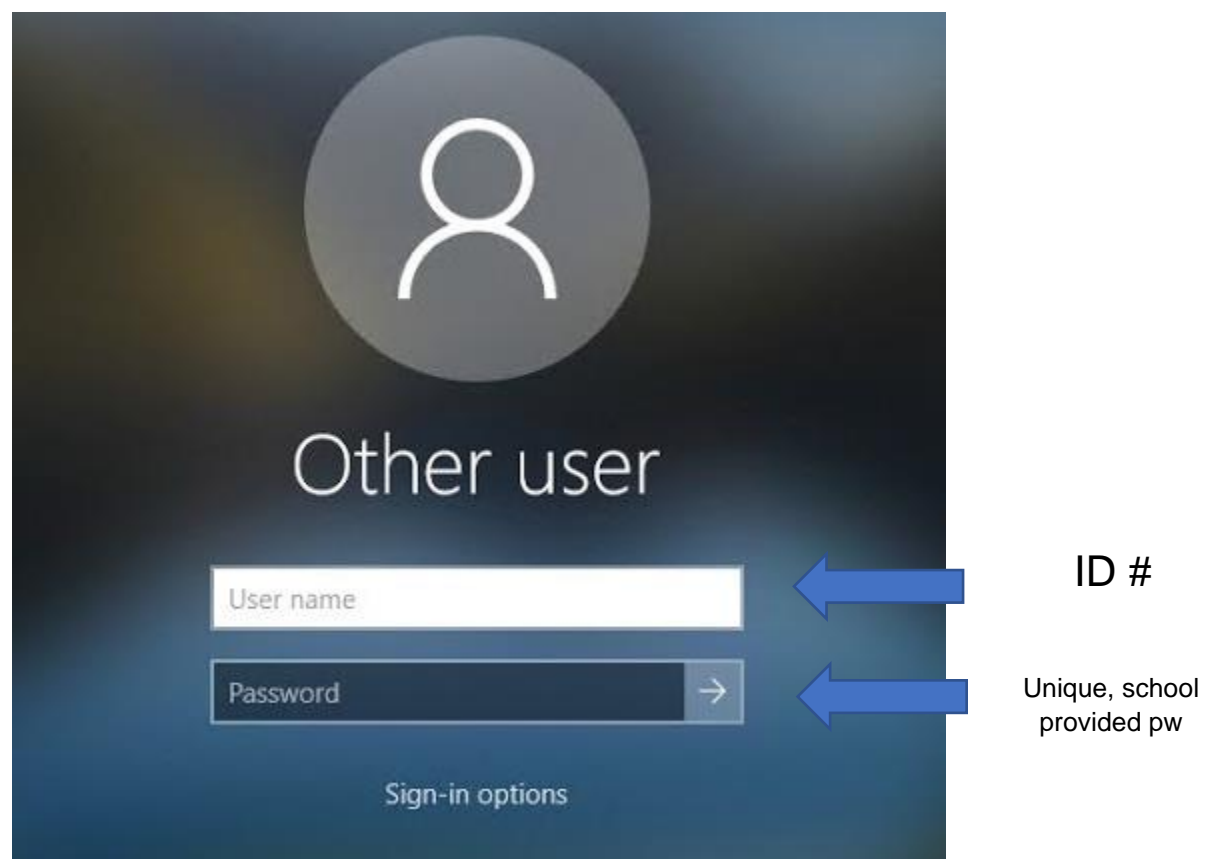 Other user
User name
ID #
Password
Unique, school
provided pw
Sign-in options